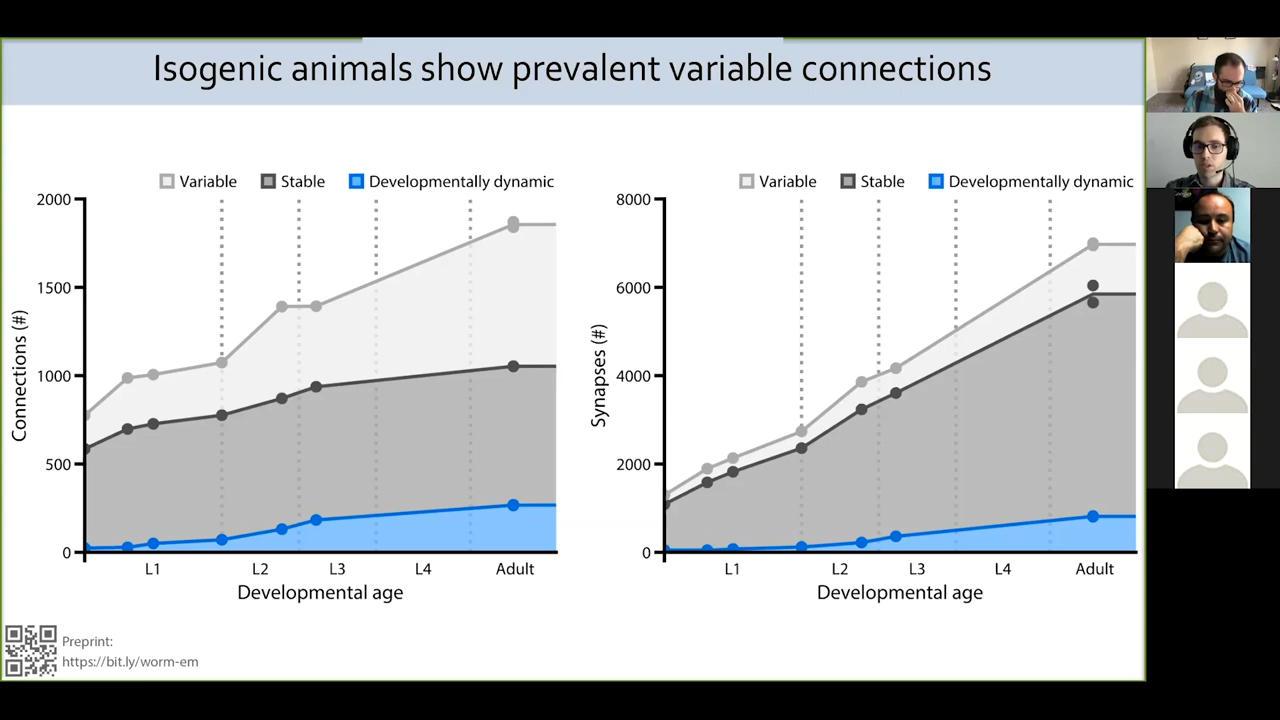 Isogenic animals show prevalent variable connections
Variable Stable Developmentally dynamic
2000
1500
1000
500
0
Connections (#)
L1 L2 L3 L4 Adult
Developmental age
Variable Stable Developmentally dynamic
8000
6000
4000
2000
0
Synapses (#)
L1 L2 L3 L4 Adult
Developmental age
Preprint:
https://bit.ly/worm-em